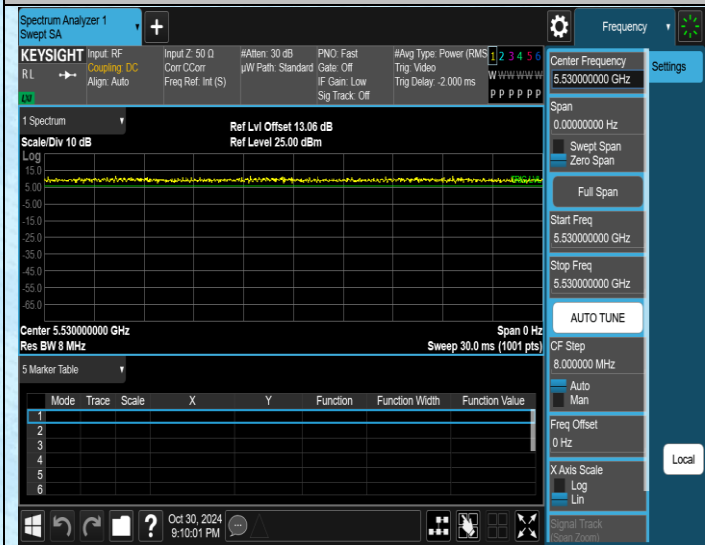 Spectrum Analyzer 1
Swept SA
Frequency
KEYSIGHT
RL
Input: RF
Coupling: DC
Align: Auto
Input Z: 50 Ω
Corr CCorr
Freq Ref: Int (S)
#Atten: 30 dB
µW Path: Standard
PNO: Fast
Gate: Off
IF Gain: Low
Sig Track: Off
#Avg Type: Power (RMS
Trig: Video
Trig Delay: -2.000 ms
1 2 3 4 5 6
W W W W W W
P P P P P P
LXI
1 Spectrum
Scale/Div 10 dB
Ref Lvl Offset 13.06 dB
Ref Level 25.00 dBm
Log
15.0
5.00
-5.00
-15.0
-25.0
-35.0
-45.0
-55.0
-65.0
Center 5.530000000 GHz
Span 0 Hz
Res BW 8 MHz
Sweep 30.0 ms (1001 pts)
5 Marker Table
Mode Trace Scale X Y Function Function Width Function Value
1
2
3
4
5
6
?
Oct 30, 2024
9:10:01 PM
Center Frequency
5.530000000 GHz
Span
0.00000000 Hz
Swept Span
Zero Span
Full Span
Start Freq
5.530000000 GHz
Stop Freq
5.530000000 GHz
AUTO TUNE
CF Step
8.000000 MHz
Auto
Man
Freq Offset
0 Hz
X Axis Scale
Log
Lin
Signal Track
(Span Zoom)
Settings
Local